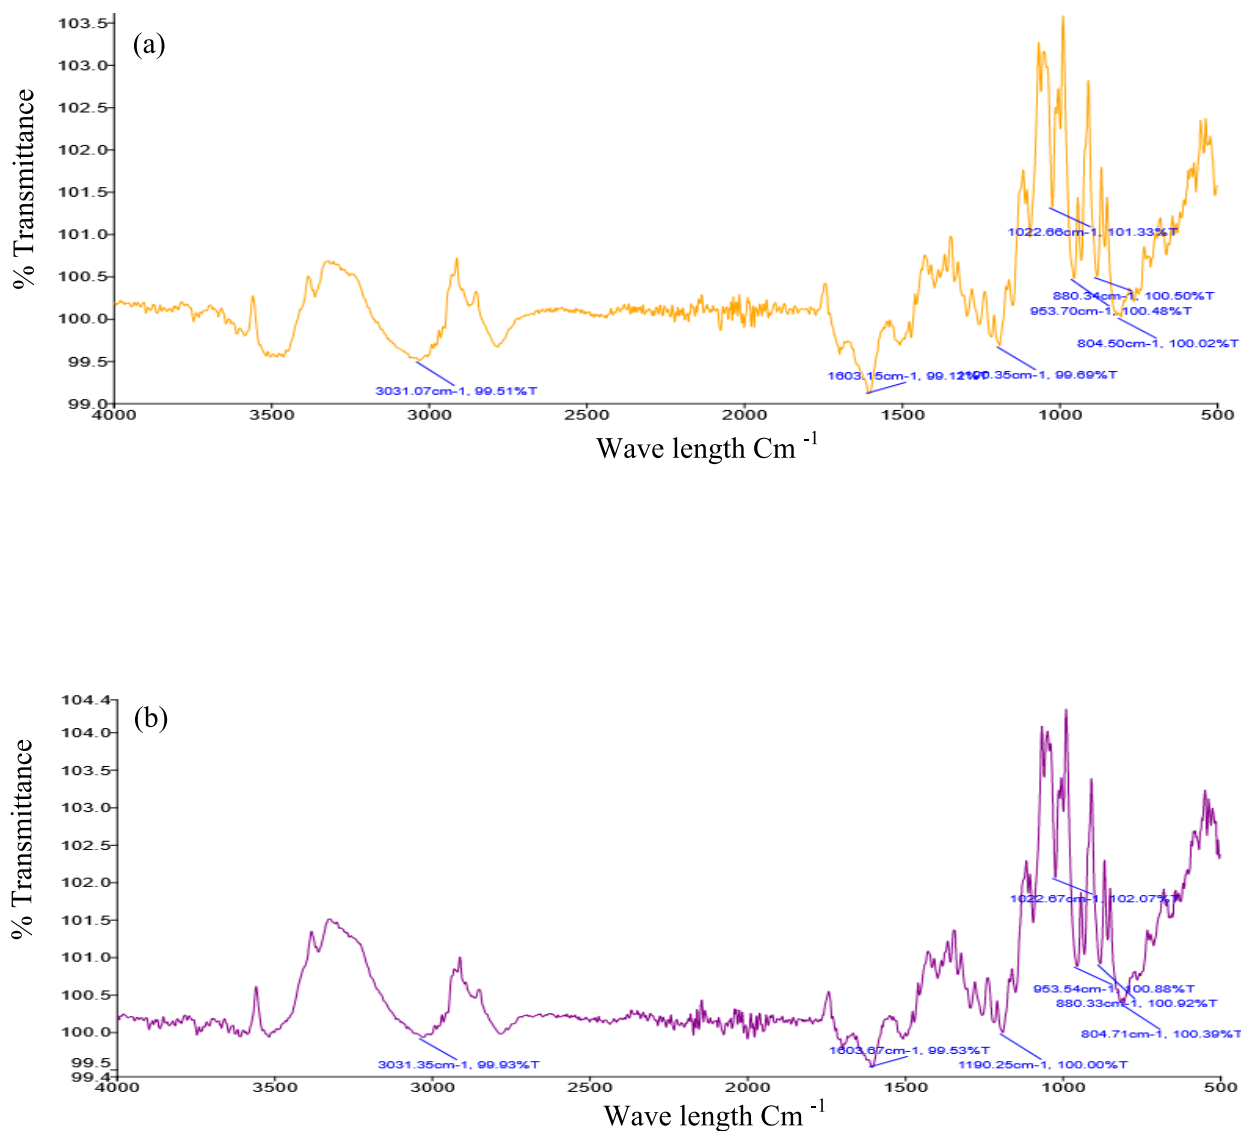 (a)
% Transmittance
103.5
103.0
102.5
102.0
101.5
101.0
100.5
100.0
99.5
99.0
1022.66cm-1, 101.33%T
880.34cm-1, 100.50%T
953.70cm-1, 100.48%T
804.50cm-1, 100.02%T
3031.07cm-1, 99.51%T
1603.15cm-1, 99.12%T
1190.35cm-1, 99.69%T
4000 3500 3000 2500 2000 1500 1000 500
Wave length Cm -1
(b)
% Transmittance
104.4
104.0
103.5
103.0
102.5
102.0
101.5
101.0
100.5
100.0
99.5
99.4
1022.67cm-1, 102.07%T
953.54cm-1, 100.88%T
880.33cm-1, 100.92%T
804.71cm-1, 100.39%T
1603.67cm-1, 99.53%T
3031.35cm-1, 99.93%T
1190.25cm-1, 100.00%T
4000 3500 3000 2500 2000 1500 1000 500
Wave length Cm -1